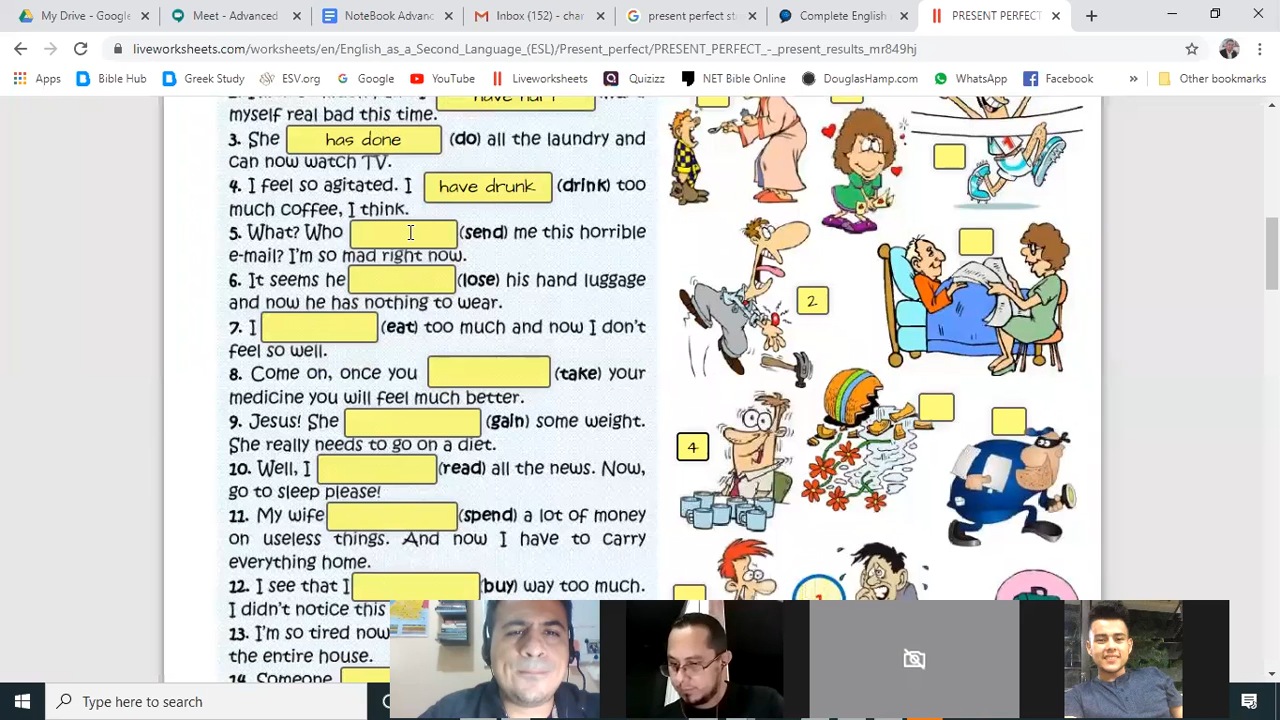 My Drive - Google
Meet - Advanced
NoteBook Advanc
Inbox (152) - char
present perfect
Complete English
PRESENT PERFECT
liveworksheets.com/worksheets/en/English_as_a_Second_Language_(ESL)/Present_perfect/PRESENT_PERFECT_-_present_results_mr849hj
Apps
Bible Hub
Greek Study
ESV.org
Google
YouTube
Liveworksheets
Quizizz
NET Bible Online
DouglasHamp.com
WhatsApp
Facebook
»
Other bookmarks
have hurt
myself real bad this time.
3. She has done (do) all the laundry and
can now watch TV.
4. I feel so agitated. I have drunk (drink) too
much coffee, I think.
5. What? Who (send) me this horrible
e-mail? I'm so mad right now.
6. It seems he (lose) his hand luggage
and now he has nothing to wear.
7. I (eat) too much and now I don't
feel so well.
8. Come on, once you (take) your
medicine you will feel much better.
9. Jesus! She (gain) some weight.
She really needs to go on a diet.
10. Well, I (read) all the news. Now,
go to sleep please!
11. My wife (spend) a lot of money
on useless things. And now I have to carry
everything home.
12. I see that I (buy) way too much.
I didn't notice this
13. I'm so tired now
the entire house.
14. Someone
1
2
4
1
Type here to search